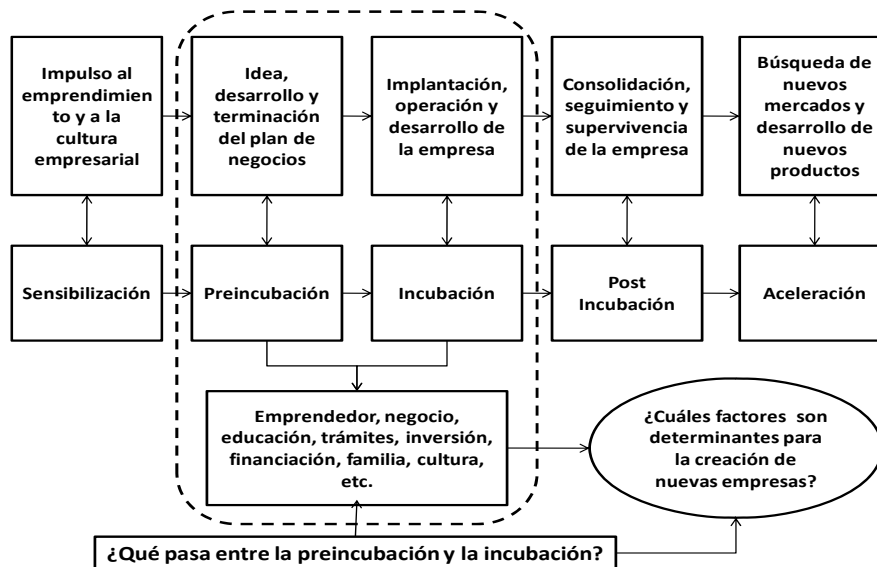 Impulso al
emprendimien
to y a la
cultura
empresarial
Idea,
desarrollo y
terminación
del plan de
negocios
Implantación,
operación y
desarrollo de
la empresa
Consolidación,
seguimiento y
supervivencia
de la empresa
Búsqueda de
nuevos
mercados y
desarrollo de
nuevos
productos
Sensibilización
Preincubación
Incubación
Post
Incubación
Aceleración
Emprendedor, negocio,
educación, trámites, inversión,
financiación, familia, cultura,
etc.
¿Cuáles factores son
determinantes para
la creación de
nuevas empresas?
¿Qué pasa entre la preincubación y la incubación?